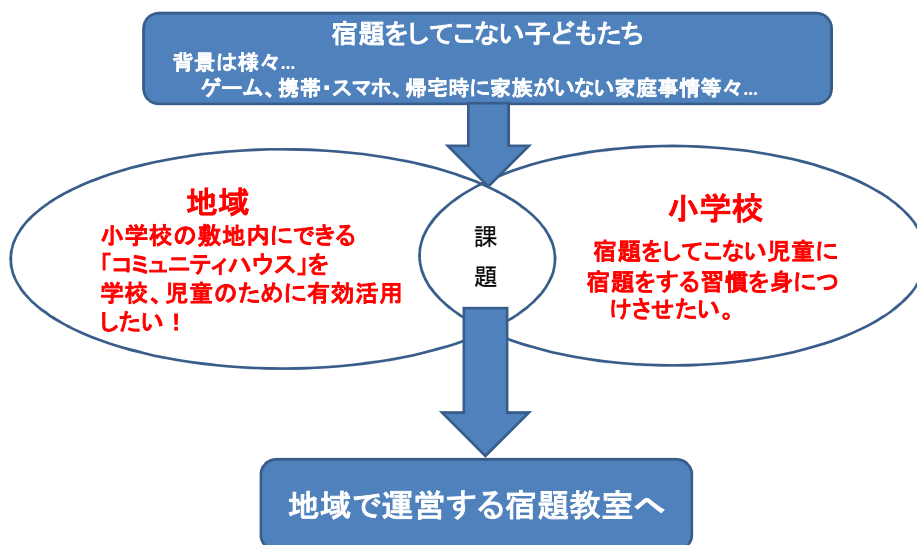 宿題をしてこない子どもたち
背景は様々…
ゲーム、携帯・スマホ、帰宅時に家族がいない家庭事情等々…
地域
小学校の敷地内にできる
「コミュニティハウス」を
学校、児童のために有効活用
したい！
課
題
小学校
宿題をしてこない児童に
宿題をする習慣を身につ
けさせたい。
地域で運営する宿題教室へ